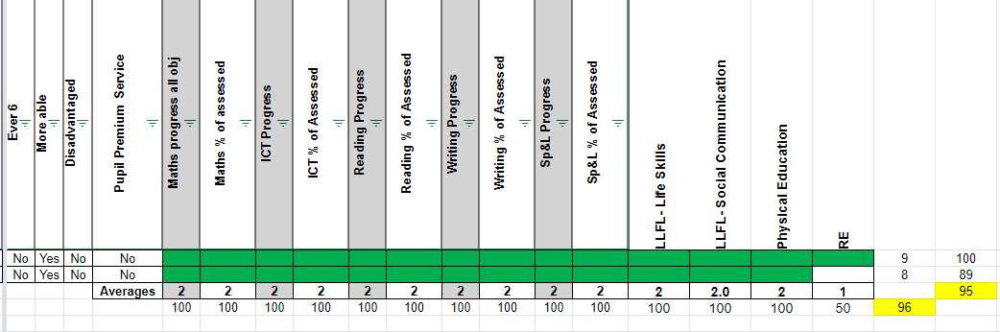 Ever 6
More able
Disadvantaged
Pupil Premium Service
Maths progress all obj
Maths % of assessed
ICT Progress
ICT % of Assessed
Reading Progress
Reading % of Assessed
Writing Progress
Writing % of Assessed
Sp&L Progress
Sp&L % of Assessed
LLFL- Life Skills
LLFL- Social Communication
Physical Education
RE
No Yes No No 9 100
No Yes No No 8 89
Averages 2 2 2 2 2 2 2 2 2 2 2 2.0 2 1 95
100 100 100 100 100 100 100 100 100 100 100 100 100 50 96